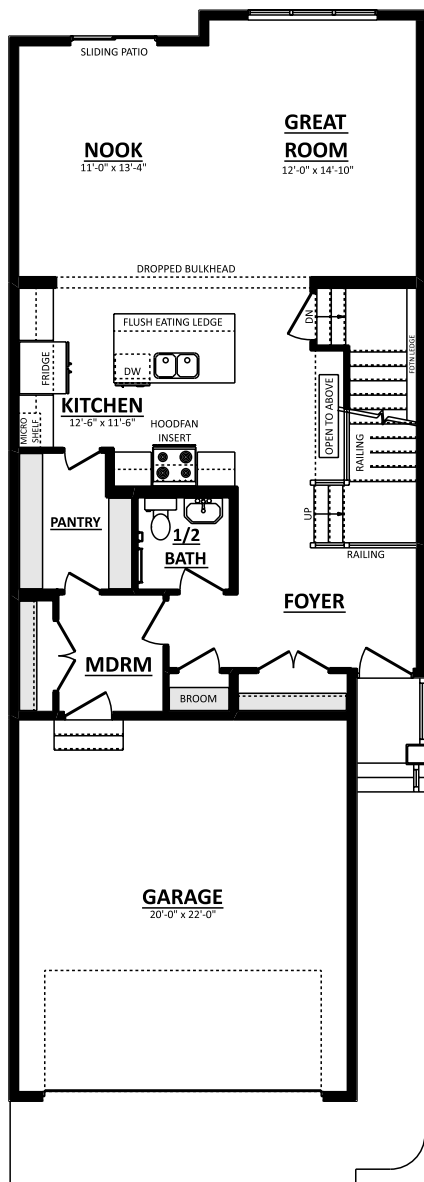 SLIDING PATIO
NOOK
11'-0" x 13'-4"
GREAT
ROOM
12'-0" x 14'-10"
DROPPED BULKHEAD
FLUSH EATING LEDGE
DN
FDTN LEDGE
FRIDGE
DW
KITCHEN
12'-6" x 11'-6"
MICRO
SHELF
HOODFAN
INSERT
OPEN TO ABOVE
RAILING
PANTRY
1/2
BATH
UP
RAILING
FOYER
MDRM
BROOM
GARAGE
20'-0" x 22'-0"